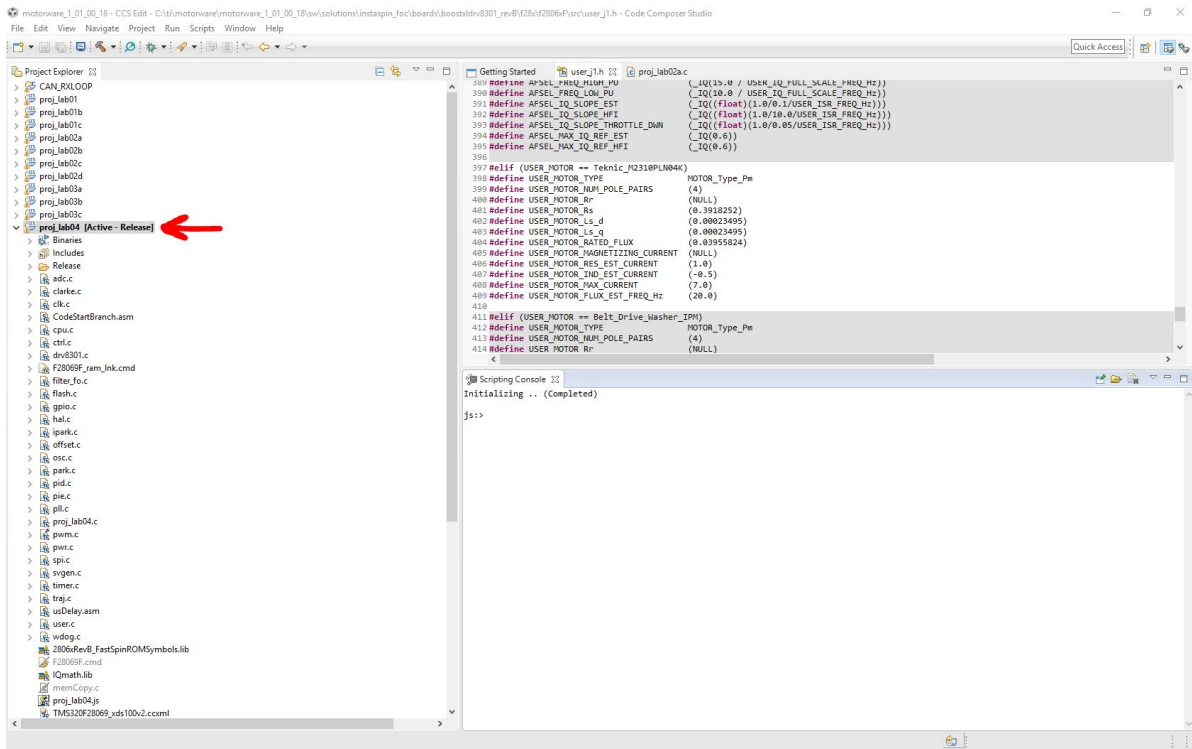 motorware_1_01_00_18 - CCS Edit - C:\ti\motorware\motorware_1_01_00_18\sw\solutions\instaspin_foc\boards\boostxldrv8301_revB\f28x\f2806xF\src\user_j1.h - Code Composer Studio
File Edit View Navigate Project Run Scripts Window Help
Quick Access
Project Explorer
CAN_RXLOOP
proj_lab01
proj_lab01b
proj_lab01c
proj_lab02a
proj_lab02b
proj_lab02c
proj_lab02d
proj_lab03a
proj_lab03b
proj_lab03c
proj_lab04 [Active - Release]
Binaries
Includes
Release
adc.c
clarke.c
clk.c
CodeStartBranch.asm
cpu.c
ctrl.c
drv8301.c
F28069F_ram_lnk.cmd
filter_fo.c
flash.c
gpio.c
hal.c
ipark.c
offset.c
osc.c
park.c
pid.c
pie.c
pll.c
proj_lab04.c
pwm.c
pwr.c
spi.c
svgen.c
timer.c
traj.c
usDelay.asm
user.c
wdog.c
2806xRevB_FastSpinROMSymbols.lib
F28069F.cmd
IQmath.lib
memCopy.c
proj_lab04.js
TMS320F28069_xds100v2.ccxml
Getting Started user_j1.h proj_lab02a.c
389 #define AFSEL_FREQ_HIGH_PU (_IQ(15.0 / USER_IQ_FULL_SCALE_FREQ_Hz))
390 #define AFSEL_FREQ_LOW_PU (_IQ(10.0 / USER_IQ_FULL_SCALE_FREQ_Hz))
391 #define AFSEL_IQ_SLOPE_EST (_IQ((float)(1.0/0.1/USER_ISR_FREQ_Hz)))
392 #define AFSEL_IQ_SLOPE_HFI (_IQ((float)(1.0/10.0/USER_ISR_FREQ_Hz)))
393 #define AFSEL_IQ_SLOPE_THROTTLE_DWN (_IQ((float)(1.0/0.05/USER_ISR_FREQ_Hz)))
394 #define AFSEL_MAX_IQ_REF_EST (_IQ(0.6))
395 #define AFSEL_MAX_IQ_REF_HFI (_IQ(0.6))
396
397 #elif (USER_MOTOR == Teknic_M2310PLN04K)
398 #define USER_MOTOR_TYPE MOTOR_Type_Pm
399 #define USER_MOTOR_NUM_POLE_PAIRS (4)
400 #define USER_MOTOR_Rr (NULL)
401 #define USER_MOTOR_Rs (0.3918252)
402 #define USER_MOTOR_Ls_d (0.00023495)
403 #define USER_MOTOR_Ls_q (0.00023495)
404 #define USER_MOTOR_RATED_FLUX (0.03955824)
405 #define USER_MOTOR_MAGNETIZING_CURRENT (NULL)
406 #define USER_MOTOR_RES_EST_CURRENT (1.0)
407 #define USER_MOTOR_IND_EST_CURRENT (-0.5)
408 #define USER_MOTOR_MAX_CURRENT (7.0)
409 #define USER_MOTOR_FLUX_EST_FREQ_Hz (20.0)
410
411 #elif (USER_MOTOR == Belt_Drive_Washer_IPM)
412 #define USER_MOTOR_TYPE MOTOR_Type_Pm
413 #define USER_MOTOR_NUM_POLE_PAIRS (4)
414 #define USER_MOTOR_Rr (NULL)
Scripting Console
Initializing .. (Completed)
js:>